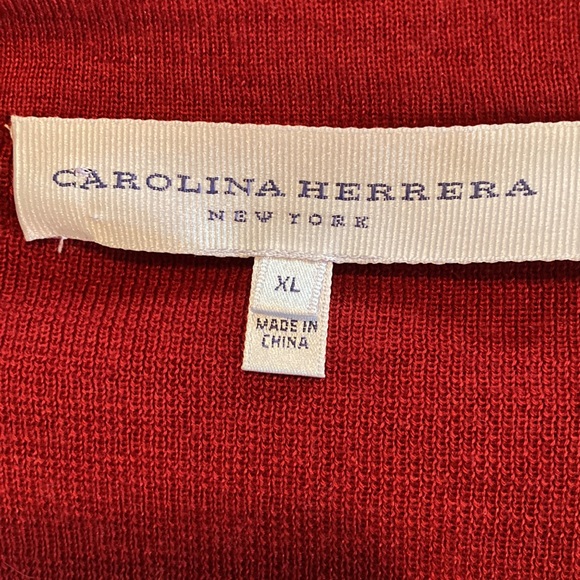 CAROLINA HERRERA
NEW YORK
XL
MADE IN
CHINA